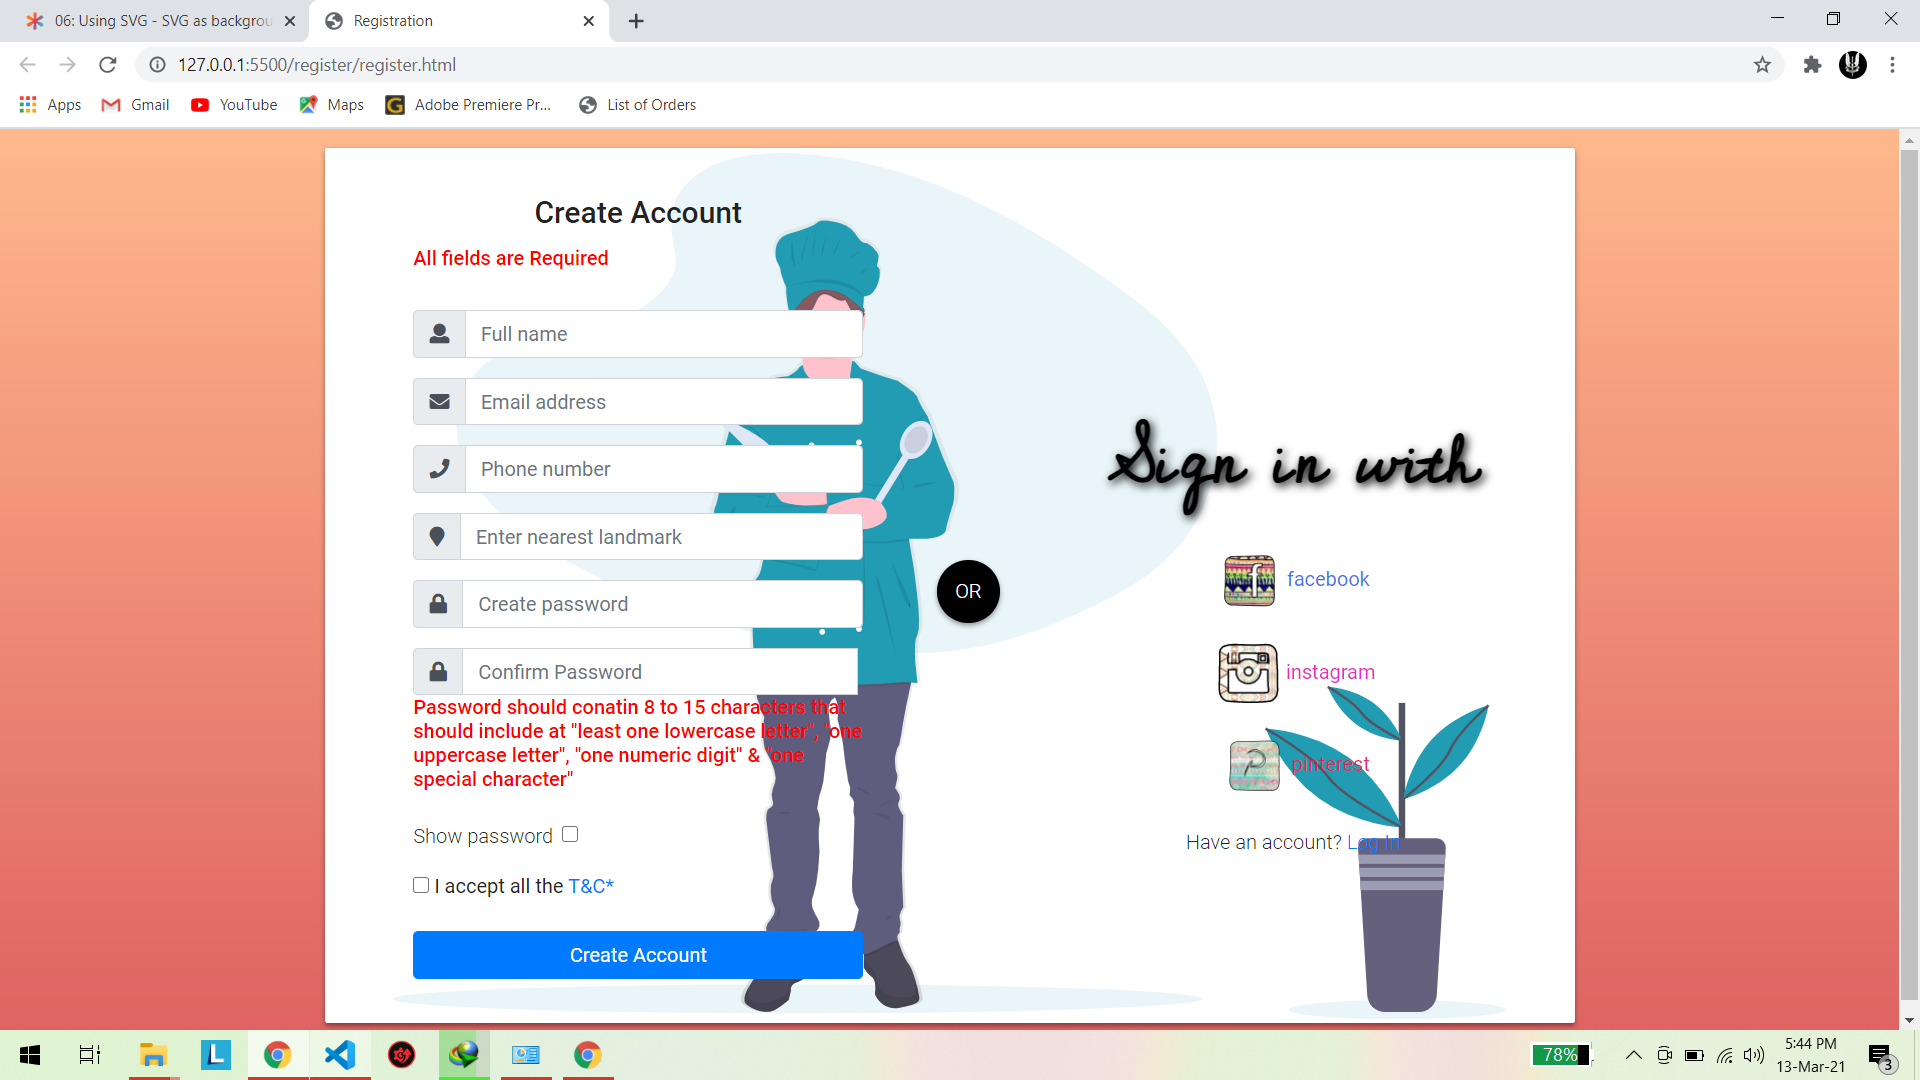 06: Using SVG - SVG as backgrou
Registration
127.0.0.1:5500/register/register.html
Apps
Gmail
YouTube
Maps
Adobe Premiere Pr...
List of Orders
Create Account
All fields are Required
Full name
Email address
Phone number
Enter nearest landmark
Create password
Confirm Password
Password should conatin 8 to 15 characters that
should include at "least one lowercase letter", "one
uppercase letter", "one numeric digit" & "one
special character"
Show password
I accept all the T&C*
Create Account
OR
Sign in with
facebook
instagram
pinterest
Have an account? Log In
78%
5:44 PM
13-Mar-21
3